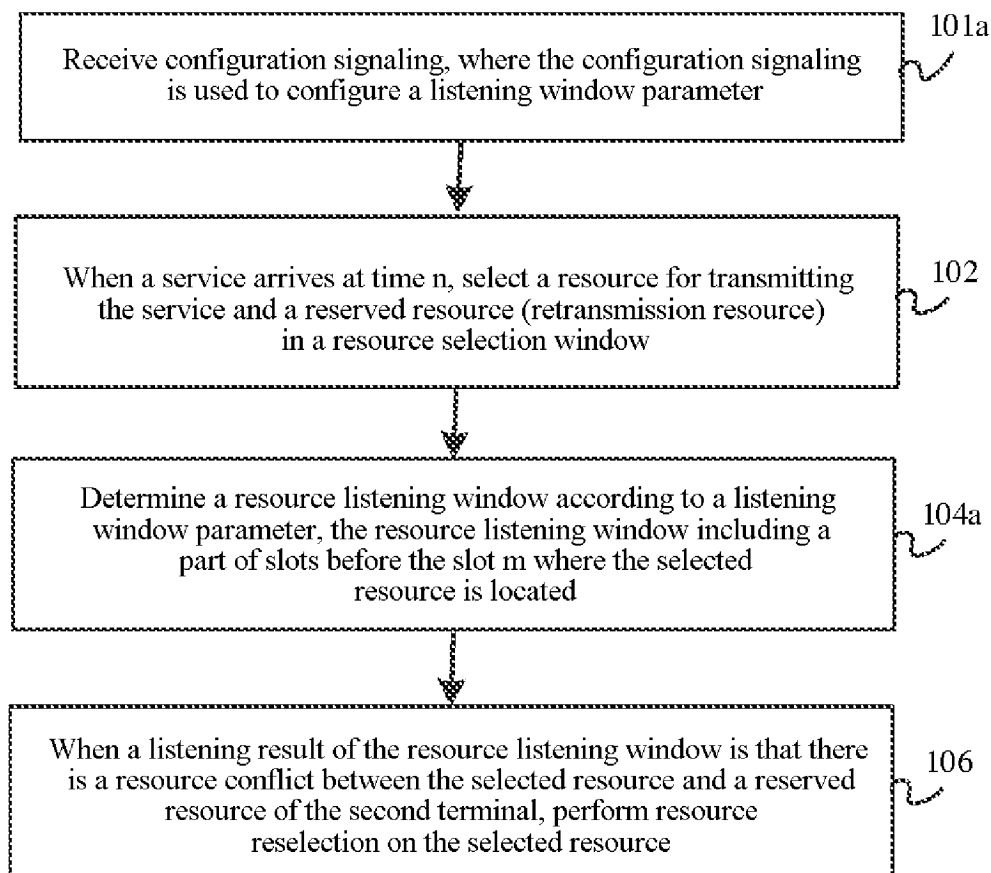 101a
Receive configuration signaling, where the configuration signaling
is used to configure a listening window parameter
102
When a service arrives at time n, select a resource for transmitting
the service and a reserved resource (retransmission resource)
in a resource selection window
104a
Determine a resource listening window according to a listening
window parameter, the resource listening window including a
part of slots before the slot m where the selected
resource is located
106
When a listening result of the resource listening window is that there
is a resource conflict between the selected resource and a reserved
resource of the second terminal, perform resource
reselection on the selected resource